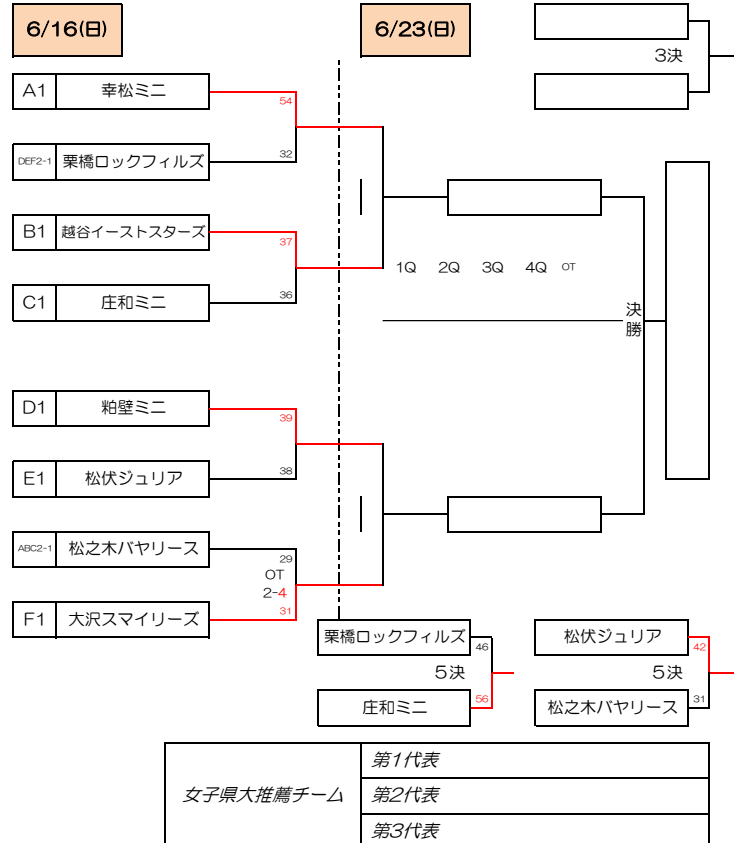 6/16(日)
6/23(日)
3決
A1 幸松ミニ
54
DEF2-1 栗橋ロックフィルズ
32
B1 越谷イーストスターズ
37
C1 庄和ミニ
36
1Q 2Q 3Q 4Q OT
決勝
D1 粕壁ミニ
39
E1 松伏ジュリア
38
ABC2-1 松之木バヤリース
29
OT
2-4
F1 大沢スマイリーズ
31
栗橋ロックフィルズ
46
5決
庄和ミニ
56
松伏ジュリア
42
5決
松之木バヤリース
31
女子県大推薦チーム
第1代表
第2代表
第3代表